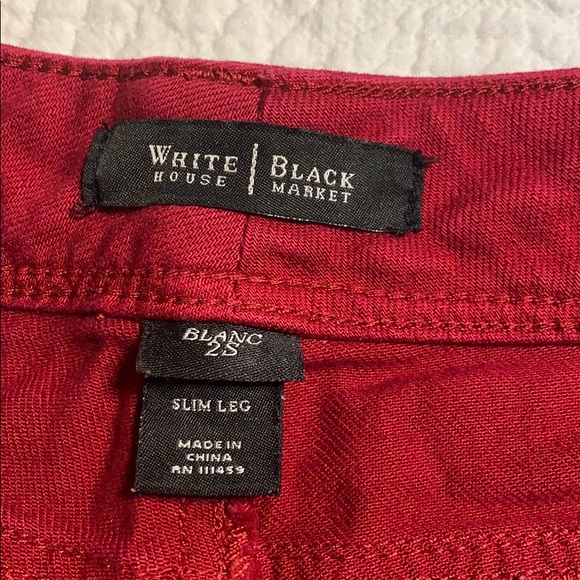 WHITE | BLACK
HOUSE MARKET
BLANC
2S
SLIM LEG
MADE IN
CHINA
RN 111459